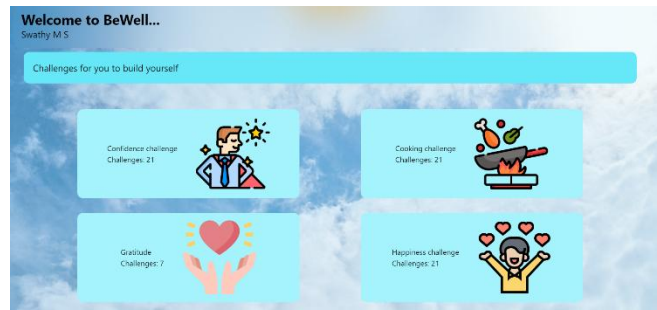 Welcome to BeWell...
Swathy M S
Challenges for you to build yourself
Confidence challenge
Challenges: 21
Cooking challenge
Challenges: 21
Gratitude
Challenges: 7
Happiness challenge
Challenges: 21